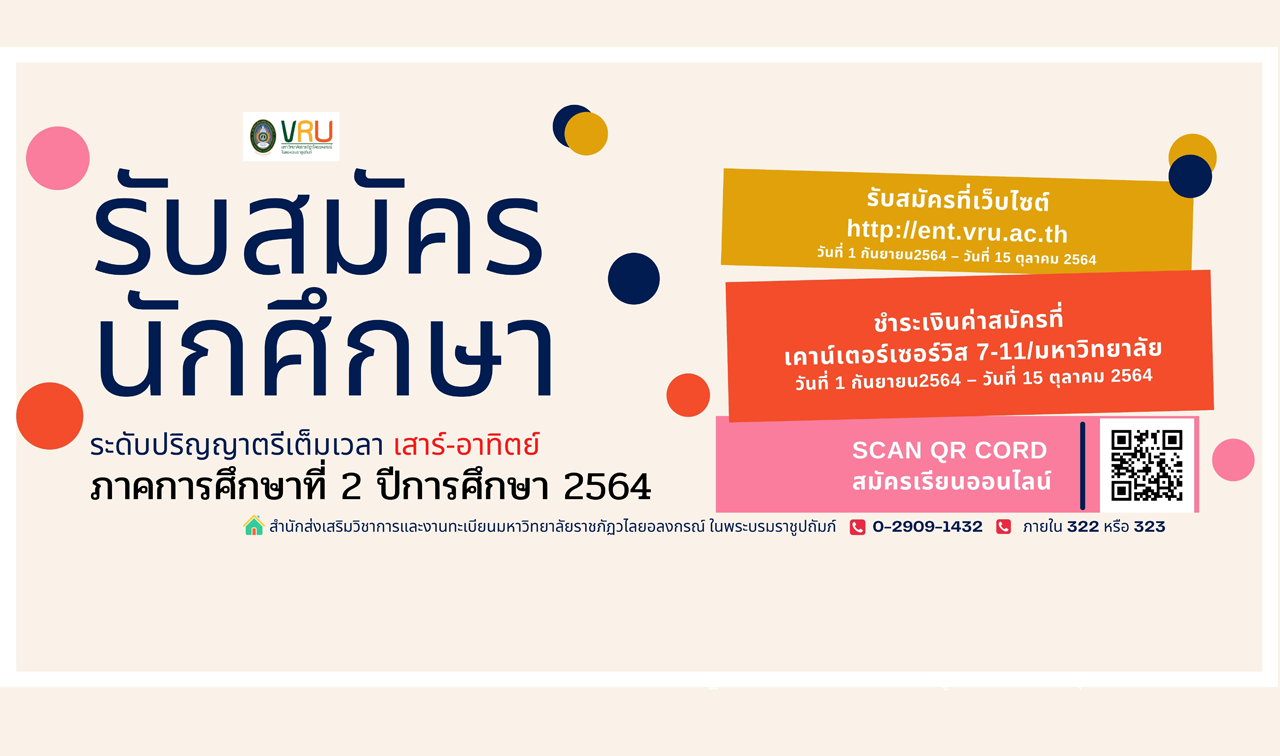 VRU
รับสมัคร
นักศึกษา
ระดับปริญญาตรีเต็มเวลา เสาร์-อาทิตย์
ภาคการศึกษาที่ 2 ปีการศึกษา 2564
รับสมัครที่เว็บไซต์
http://ent.vru.ac.th
วันที่ 1 กันยายน2564 – วันที่ 15 ตุลาคม 2564
ชำระเงินค่าสมัครที่
เคาน์เตอร์เซอร์วิส 7-11/มหาวิทยาลัย
วันที่ 1 กันยายน2564 – วันที่ 15 ตุลาคม 2564
SCAN QR CORD
สมัครเรียนออนไลน์
สำนักส่งเสริมวิชาการและงานทะเบียนมหาวิทยาลัยราชภัฏวไลยอลงกรณ์ ในพระบรมราชูปถัมภ์ 0-2909-1432 ภายใน 322 หรือ 323